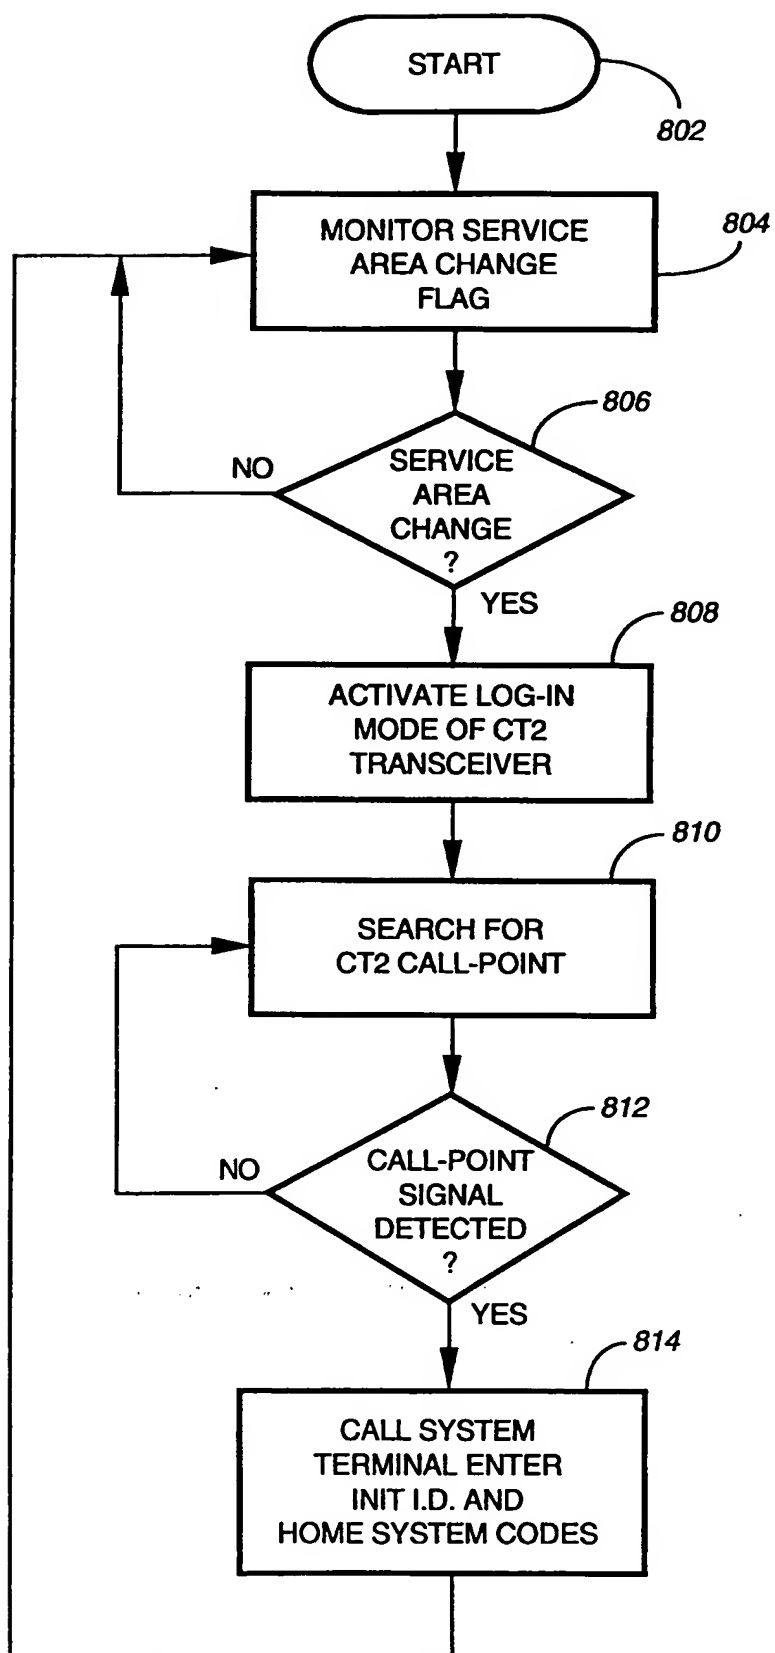 START
802
MONITOR SERVICE
AREA CHANGE
FLAG
804
806
SERVICE
AREA
CHANGE
?
NO
YES
808
ACTIVATE LOG-IN
MODE OF CT2
TRANSCEIVER
810
SEARCH FOR
CT2 CALL-POINT
812
CALL-POINT
SIGNAL
DETECTED
?
NO
YES
814
CALL SYSTEM
TERMINAL ENTER
INIT I.D. AND
HOME SYSTEM CODES